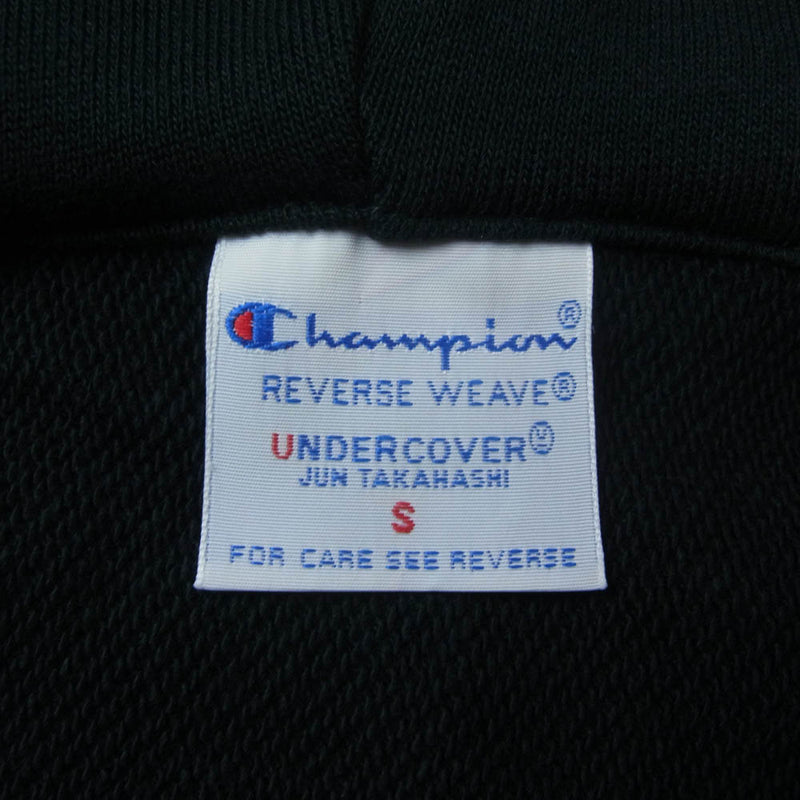 Champion®
REVERSE WEAVE®
UNDERCOVER
JUN TAKAHASHI
S
FOR CARE SEE REVERSE